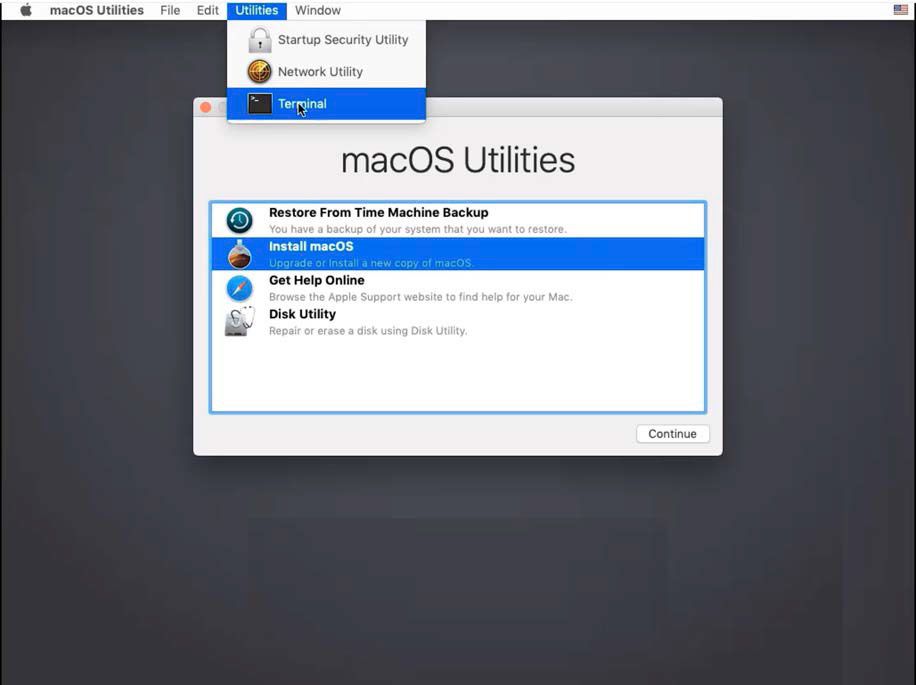 macOS Utilities File Edit Utilities Window
Startup Security Utility
Network Utility
Terminal
macOS Utilities
Restore From Time Machine Backup
You have a backup of your system that you want to restore.
Install macOS
Upgrade or Install a new copy of macOS.
Get Help Online
Browse the Apple Support website to find help for your Mac.
Disk Utility
Repair or erase a disk using Disk Utility.
Continue